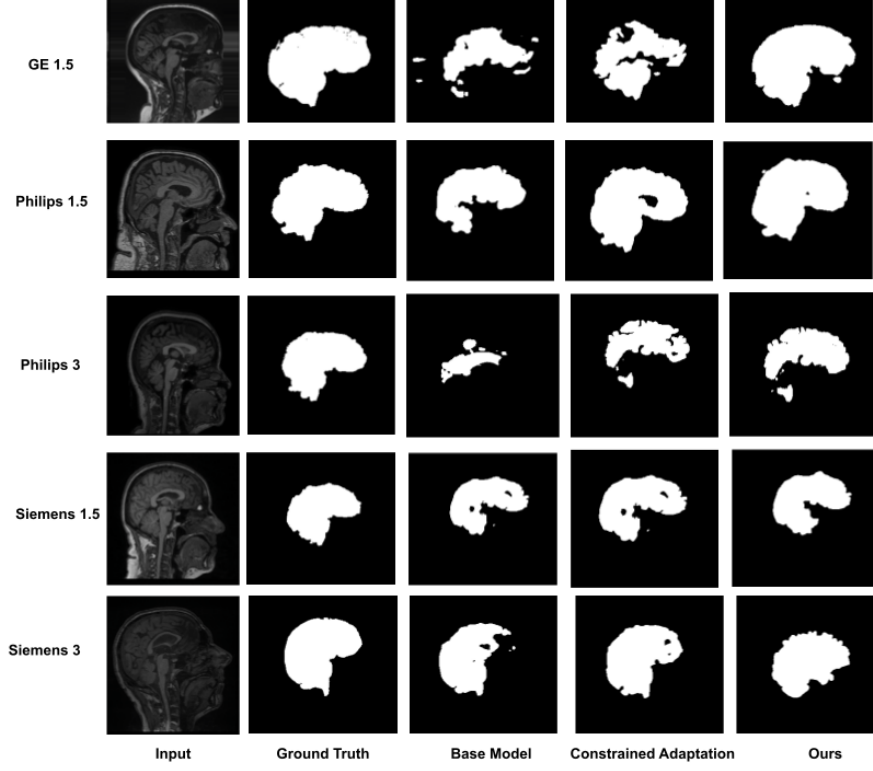 GE 1.5
Philips 1.5
Philips 3
Siemens 1.5
Siemens 3
Input Ground Truth Base Model Constrained Adaptation Ours